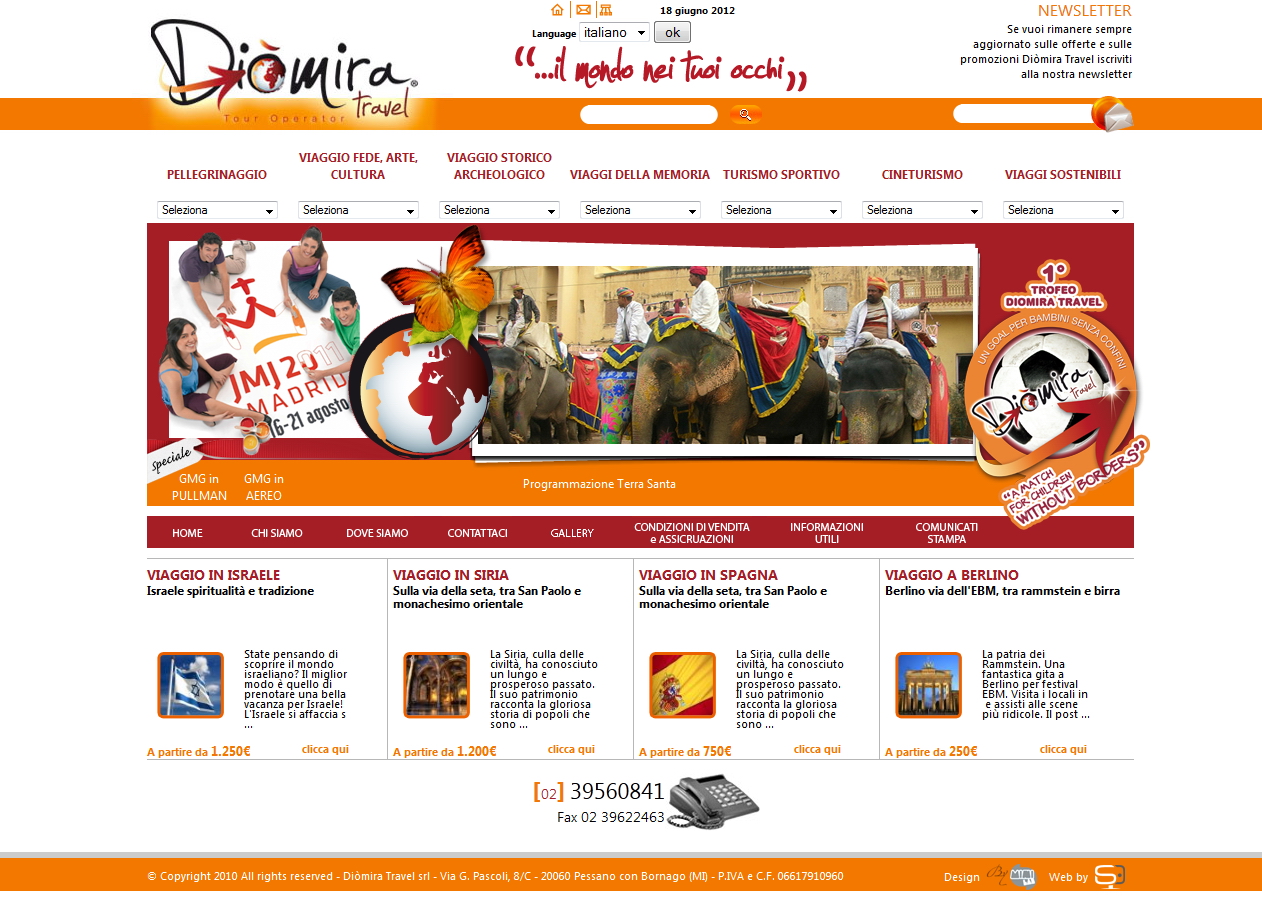 18 giugno 2012
Language italiano ok
Diòmira®
travel
Tour Operator
“...il mondo nei tuoi occhi„
NEWSLETTER
Se vuoi rimanere sempre
aggiornato sulle offerte e sulle
promozioni Diòmira Travel iscriviti
alla nostra newsletter
PELLEGRINAGGIO
VIAGGIO FEDE, ARTE,
CULTURA
VIAGGIO STORICO
ARCHEOLOGICO
VIAGGI DELLA MEMORIA
TURISMO SPORTIVO
CINETURISMO
VIAGGI SOSTENIBILI
Seleziona
Seleziona
Seleziona
Seleziona
Seleziona
Seleziona
Seleziona
JMJ2011
MADRID
16-21 agosto
Speciale
GMG in
PULLMAN
GMG in
AEREO
Programmazione Terra Santa
1°
TROFEO
DIOMIRA TRAVEL
UN GOAL PER BAMBINI SENZA CONFINI
Diòmira
travel
“A MATCH
FOR CHILDREN
WITHOUT BORDERS”
HOME
CHI SIAMO
DOVE SIAMO
CONTATTACI
GALLERY
CONDIZIONI DI VENDITA
e ASSICRUAZIONI
INFORMAZIONI
UTILI
COMUNICATI
STAMPA
VIAGGIO IN ISRAELE
Israele spiritualità e tradizione
State pensando di
scoprire il mondo
israeliano? Il miglior
modo è quello di
prenotare una bella
vacanza per Israele!
L'Israele si affaccia s
...
A partire da 1.250€
clicca qui
VIAGGIO IN SIRIA
Sulla via della seta, tra San Paolo e
monachesimo orientale
La Siria, culla delle
civiltà, ha conosciuto
un lungo e
prosperoso passato.
Il suo patrimonio
racconta la gloriosa
storia di popoli che
sono ...
A partire da 1.200€
clicca qui
VIAGGIO IN SPAGNA
Sulla via della seta, tra San Paolo e
monachesimo orientale
La Siria, culla delle
civiltà, ha conosciuto
un lungo e
prosperoso passato.
Il suo patrimonio
racconta la gloriosa
storia di popoli che
sono ...
A partire da 750€
clicca qui
VIAGGIO A BERLINO
Berlino via dell'EBM, tra rammstein e birra
La patria dei
Rammstein. Una
fantastica gita a
Berlino per festival
EBM. Visita i locali in
e assisti alle scene
più ridicole. Il post ...
A partire da 250€
clicca qui
[02] 39560841
Fax 02 39622463
© Copyright 2010 All rights reserved - Diòmira Travel srl - Via G. Pascoli, 8/C - 20060 Pessano con Bornago (MI) - P.IVA e C.F. 06617910960
Design
Web by